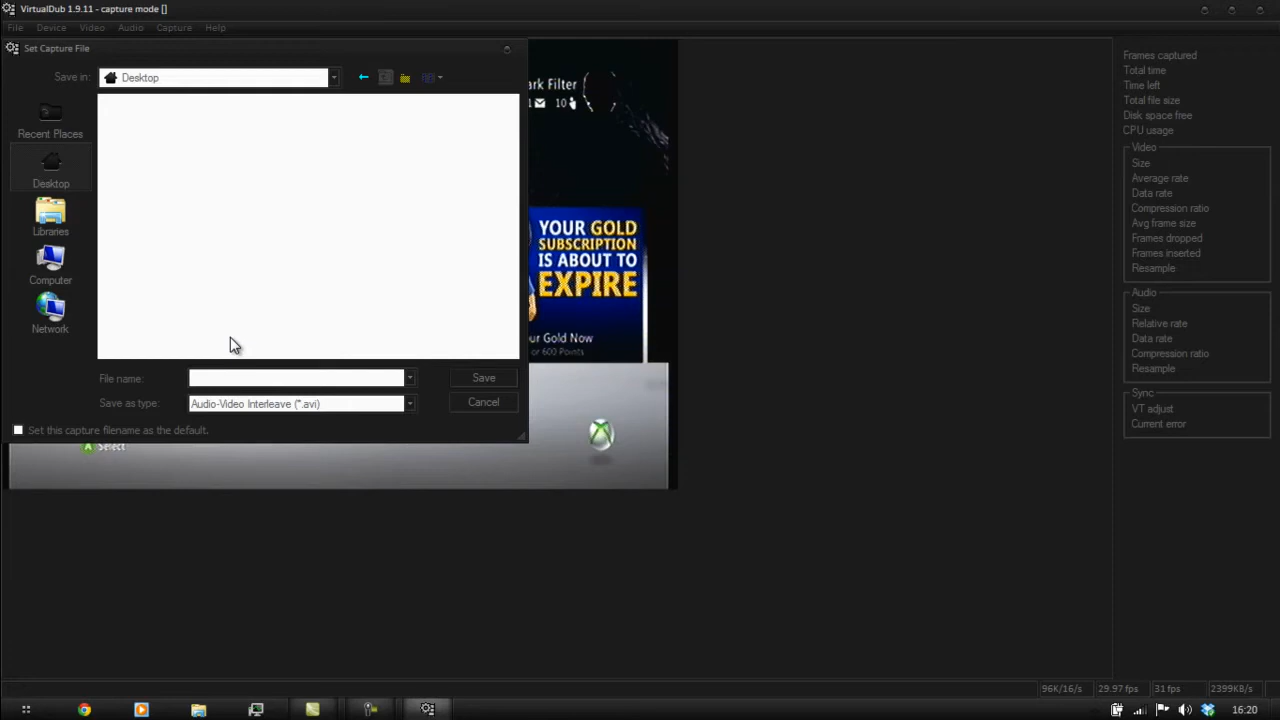 VirtualDub 1.9.11 - capture mode []
File Device Video Audio Capture Help
Set Capture File
Save in: Desktop
Recent Places
Desktop
Libraries
Computer
Network
File name:
Save
Save as type: Audio-Video Interleave (*.avi)
Cancel
Set this capture filename as the default.
ark Filter
10
YOUR GOLD
SUBSCRIPTION
IS ABOUT TO
EXPIRE
ur Gold Now
or 600 Points
Select
Frames captured
Total time
Time left
Total file size
Disk space free
CPU usage
Video
Size
Average rate
Data rate
Compression ratio
Avg frame size
Frames dropped
Frames inserted
Resample
Audio
Size
Relative rate
Data rate
Compression ratio
Resample
Sync
VT adjust
Current error
96K/16/s 29.97 fps 31 fps 2399KB/s
16:20